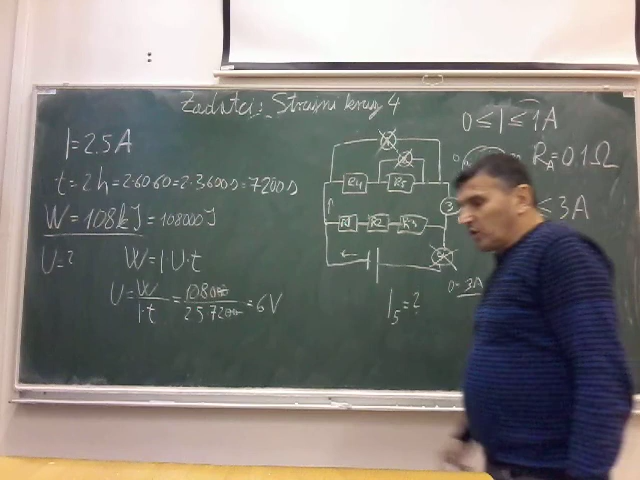 Zadatci: Strujni krug 4
I=2.5A
t=2h=2·60·60=2·3600s=7200s
W=108kJ=108000J
U=? W=I·U·t
U=W/I·t=108000/2.5·7200=6V
R4 R5
R1 R2 R3
I5=?
0≤I≤1A
RA=0.1Ω
≤3A
0-3A